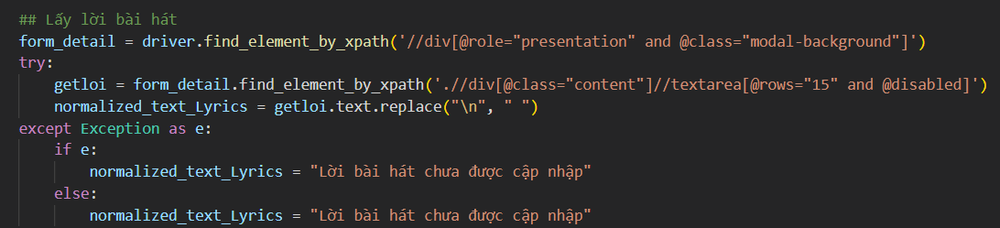 ## Lấy lời bài hát
form_detail = driver.find_element_by_xpath('//div[@role="presentation" and @class="modal-background"]')
try:
    getloi = form_detail.find_element_by_xpath('.//div[@class="content"]//textarea[@rows="15" and @disabled]')
    normalized_text_Lyrics = getloi.text.replace("\n", " ")
except Exception as e:
    if e:
        normalized_text_Lyrics = "Lời bài hát chưa được cập nhập"
    else:
        normalized_text_Lyrics = "Lời bài hát chưa được cập nhập"